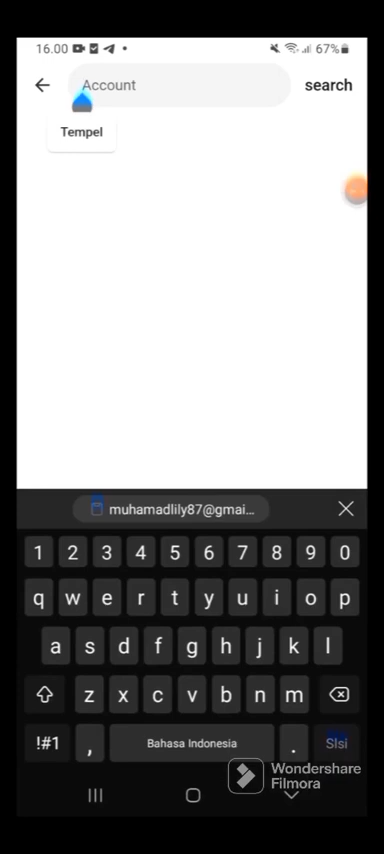 16.00 67%
Account search
Tempel
muhamadlily87@gmai...
1 2 3 4 5 6 7 8 9 0
q w e r t y u i o p
a s d f g h j k l
z x c v b n m
!#1 , Bahasa Indonesia . Slsi
Wondershare
Filmora